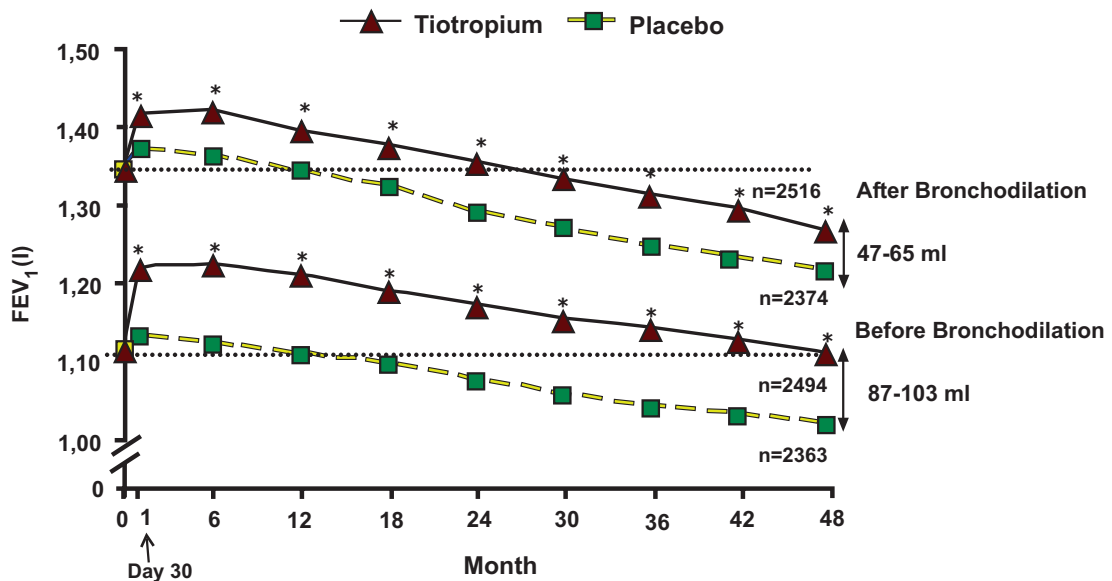 Tiotropium Placebo
1,50
1,40
1,30
1,20
1,10
1,00
0
FEV1(l)
* * * * * * * * *
n=2516
After Bronchodilation
47-65 ml
n=2374
* * * * * * * * *
Before Bronchodilation
n=2494
87-103 ml
n=2363
0 1 6 12 18 24 30 36 42 48
Day 30
Month